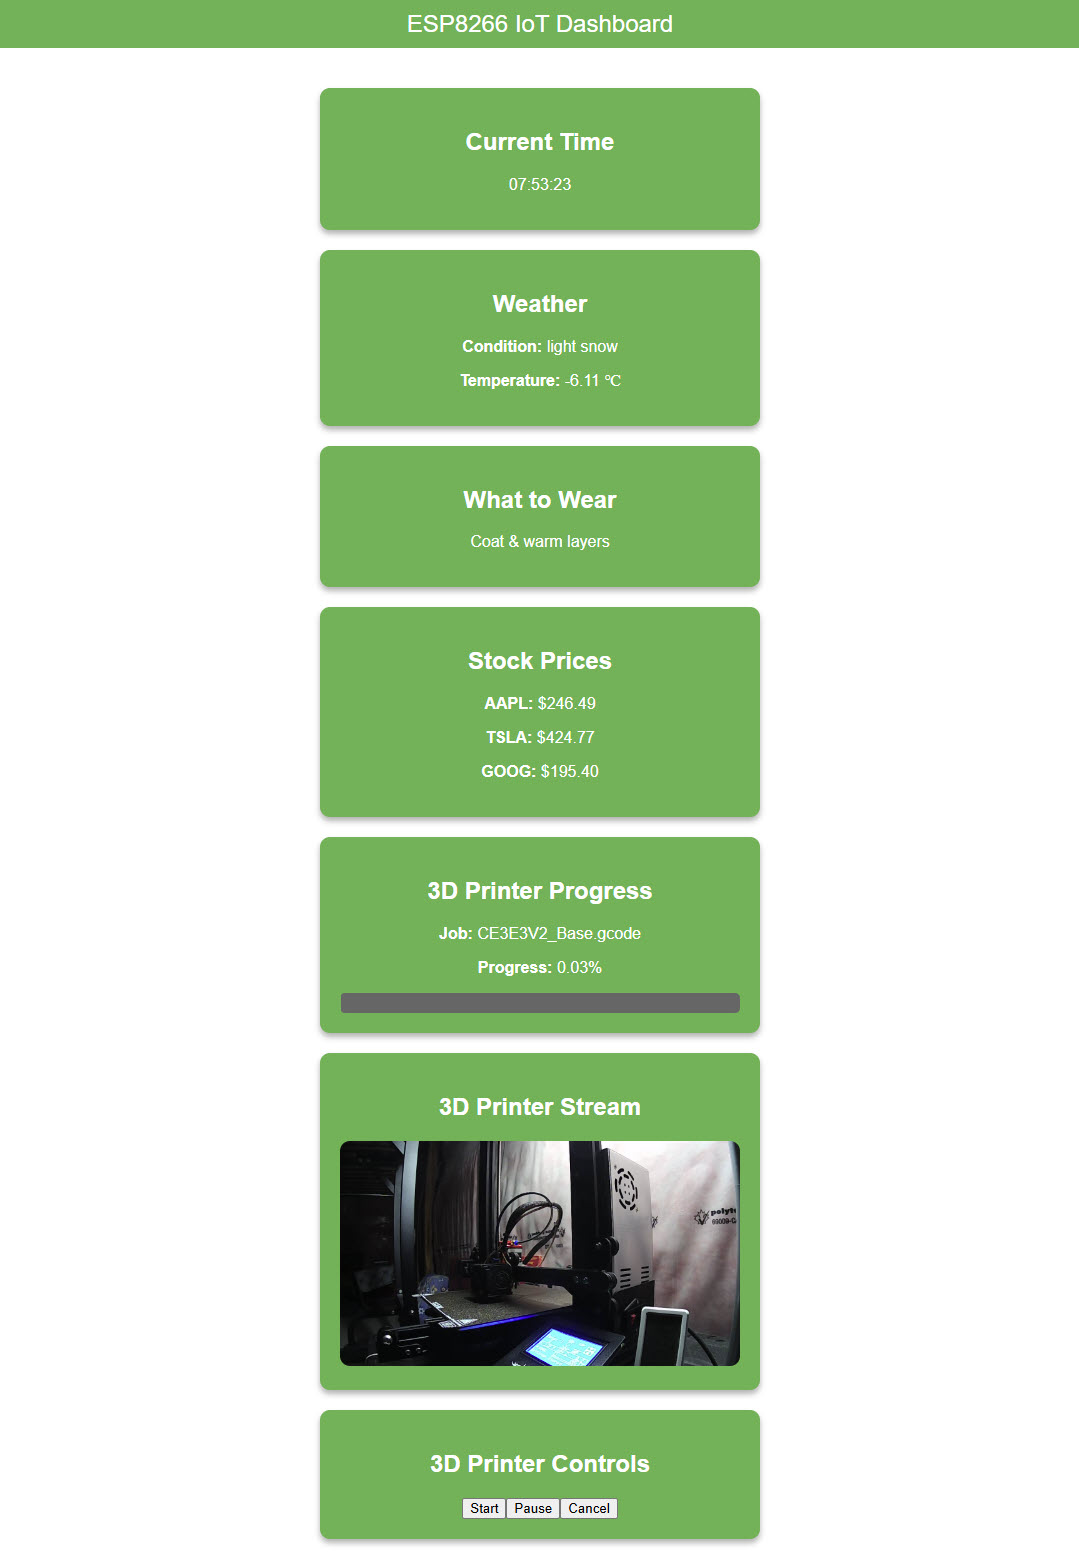 ESP8266 IoT Dashboard
Current Time
07:53:23
Weather
Condition: light snow
Temperature: -6.11 ℃
What to Wear
Coat & warm layers
Stock Prices
AAPL: $246.49
TSLA: $424.77
GOOG: $195.40
3D Printer Progress
Job: CE3E3V2_Base.gcode
Progress: 0.03%
3D Printer Stream
3D Printer Controls
Start Pause Cancel